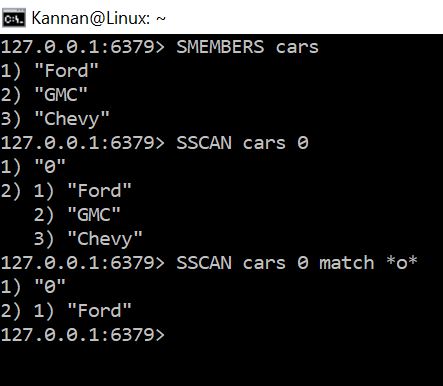 Kannan@Linux: ~
127.0.0.1:6379> SMEMBERS cars
1) "Ford"
2) "GMC"
3) "Chevy"
127.0.0.1:6379> SSCAN cars 0
1) "0"
2) 1) "Ford"
   2) "GMC"
   3) "Chevy"
127.0.0.1:6379> SSCAN cars 0 match *o*
1) "0"
2) 1) "Ford"
127.0.0.1:6379>